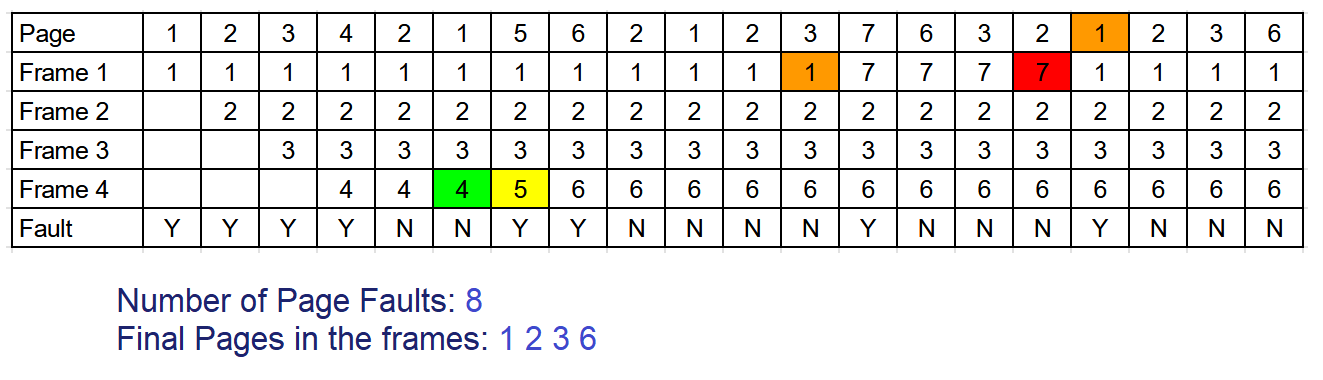 Page 1 2 3 4 2 1 5 6 2 1 2 3 7 6 3 2 1 2 3 6
Frame 1 1 1 1 1 1 1 1 1 1 1 1 1 7 7 7 7 1 1 1 1
Frame 2 2 2 2 2 2 2 2 2 2 2 2 2 2 2 2 2 2 2 2
Frame 3 3 3 3 3 3 3 3 3 3 3 3 3 3 3 3 3 3 3
Frame 4 4 4 4 5 6 6 6 6 6 6 6 6 6 6 6 6 6
Fault Y Y Y Y N N Y Y N N N N Y N N N Y N N N
Number of Page Faults: 8
Final Pages in the frames: 1 2 3 6